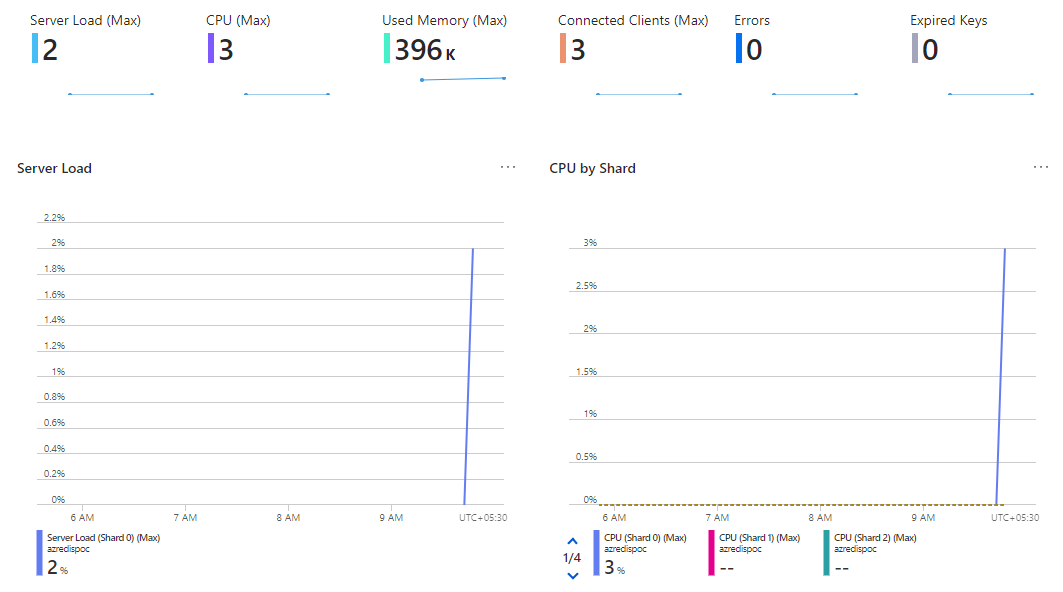 Server Load (Max)
2
CPU (Max)
3
Used Memory (Max)
396 K
Connected Clients (Max)
3
Errors
0
Expired Keys
0
Server Load
...
2.2%
2%
1.8%
1.6%
1.4%
1.2%
1%
0.8%
0.6%
0.4%
0.2%
0%
6 AM 7 AM 8 AM 9 AM UTC+05:30
Server Load (Shard 0) (Max)
azredispoc
2 %
CPU by Shard
...
3%
2.5%
2%
1.5%
1%
0.5%
0%
6 AM 7 AM 8 AM 9 AM UTC+05:30
1/4
CPU (Shard 0) (Max)
azredispoc
3 %
CPU (Shard 1) (Max)
azredispoc
--
CPU (Shard 2) (Max)
azredispoc
--